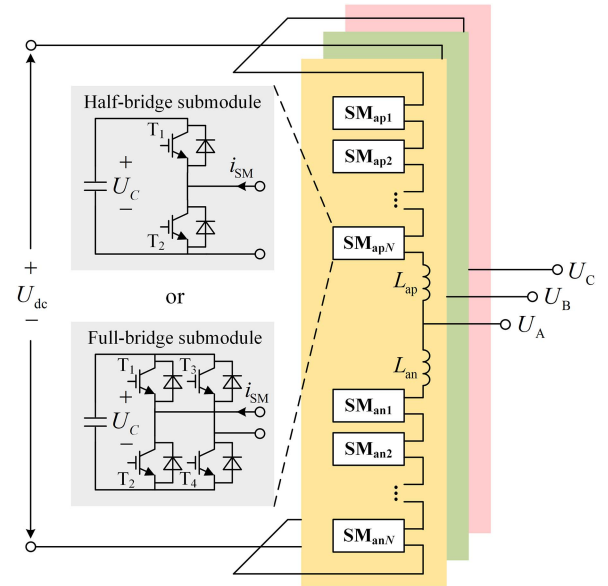 Half-bridge submodule
T1
+
UC
−
iSM
T2
or
Full-bridge submodule
T1
T3
+
UC
−
iSM
T2
T4
+
Udc
−
SMap1
SMap2
...
SMapN
Lap
UC
UB
UA
Lan
SMan1
SMan2
...
SManN